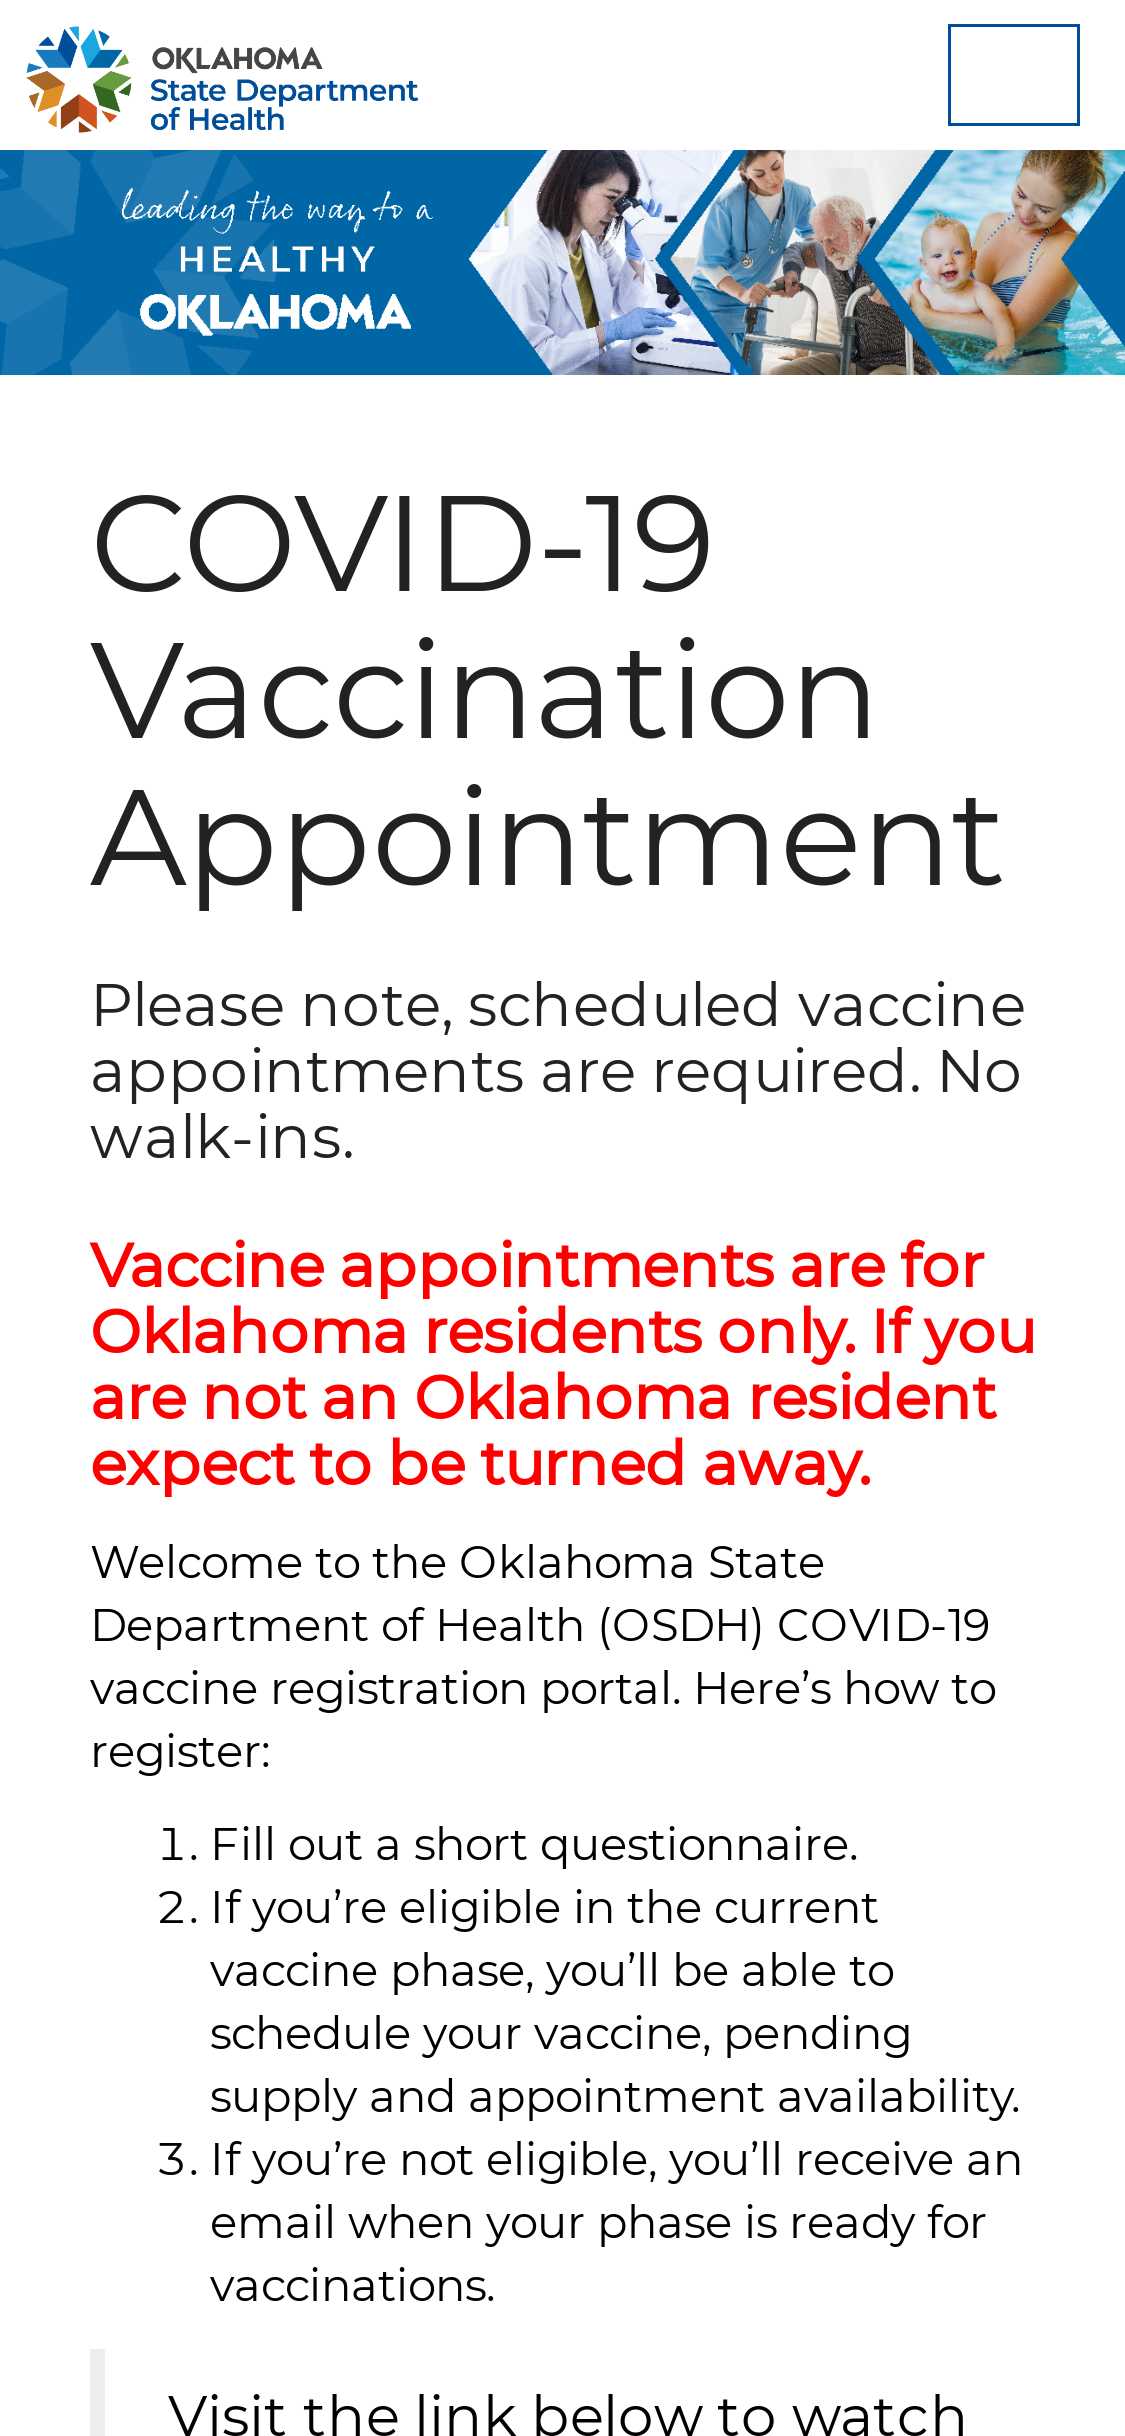 OKLAHOMA
State Department
of Health
leading the way to a
HEALTHY
OKLAHOMA
COVID-19
Vaccination
Appointment
Please note, scheduled vaccine
appointments are required. No
walk-ins.
Vaccine appointments are for
Oklahoma residents only. If you
are not an Oklahoma resident
expect to be turned away.
Welcome to the Oklahoma State
Department of Health (OSDH) COVID-19
vaccine registration portal. Here’s how to
register:
1. Fill out a short questionnaire.
2. If you’re eligible in the current
vaccine phase, you’ll be able to
schedule your vaccine, pending
supply and appointment availability.
3. If you’re not eligible, you’ll receive an
email when your phase is ready for
vaccinations.
Visit the link below to watch